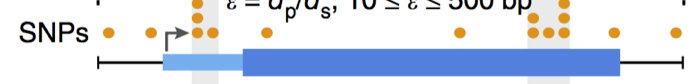 ε = dp/ds, 10 ≤ ε ≤ 500 bp
SNPs